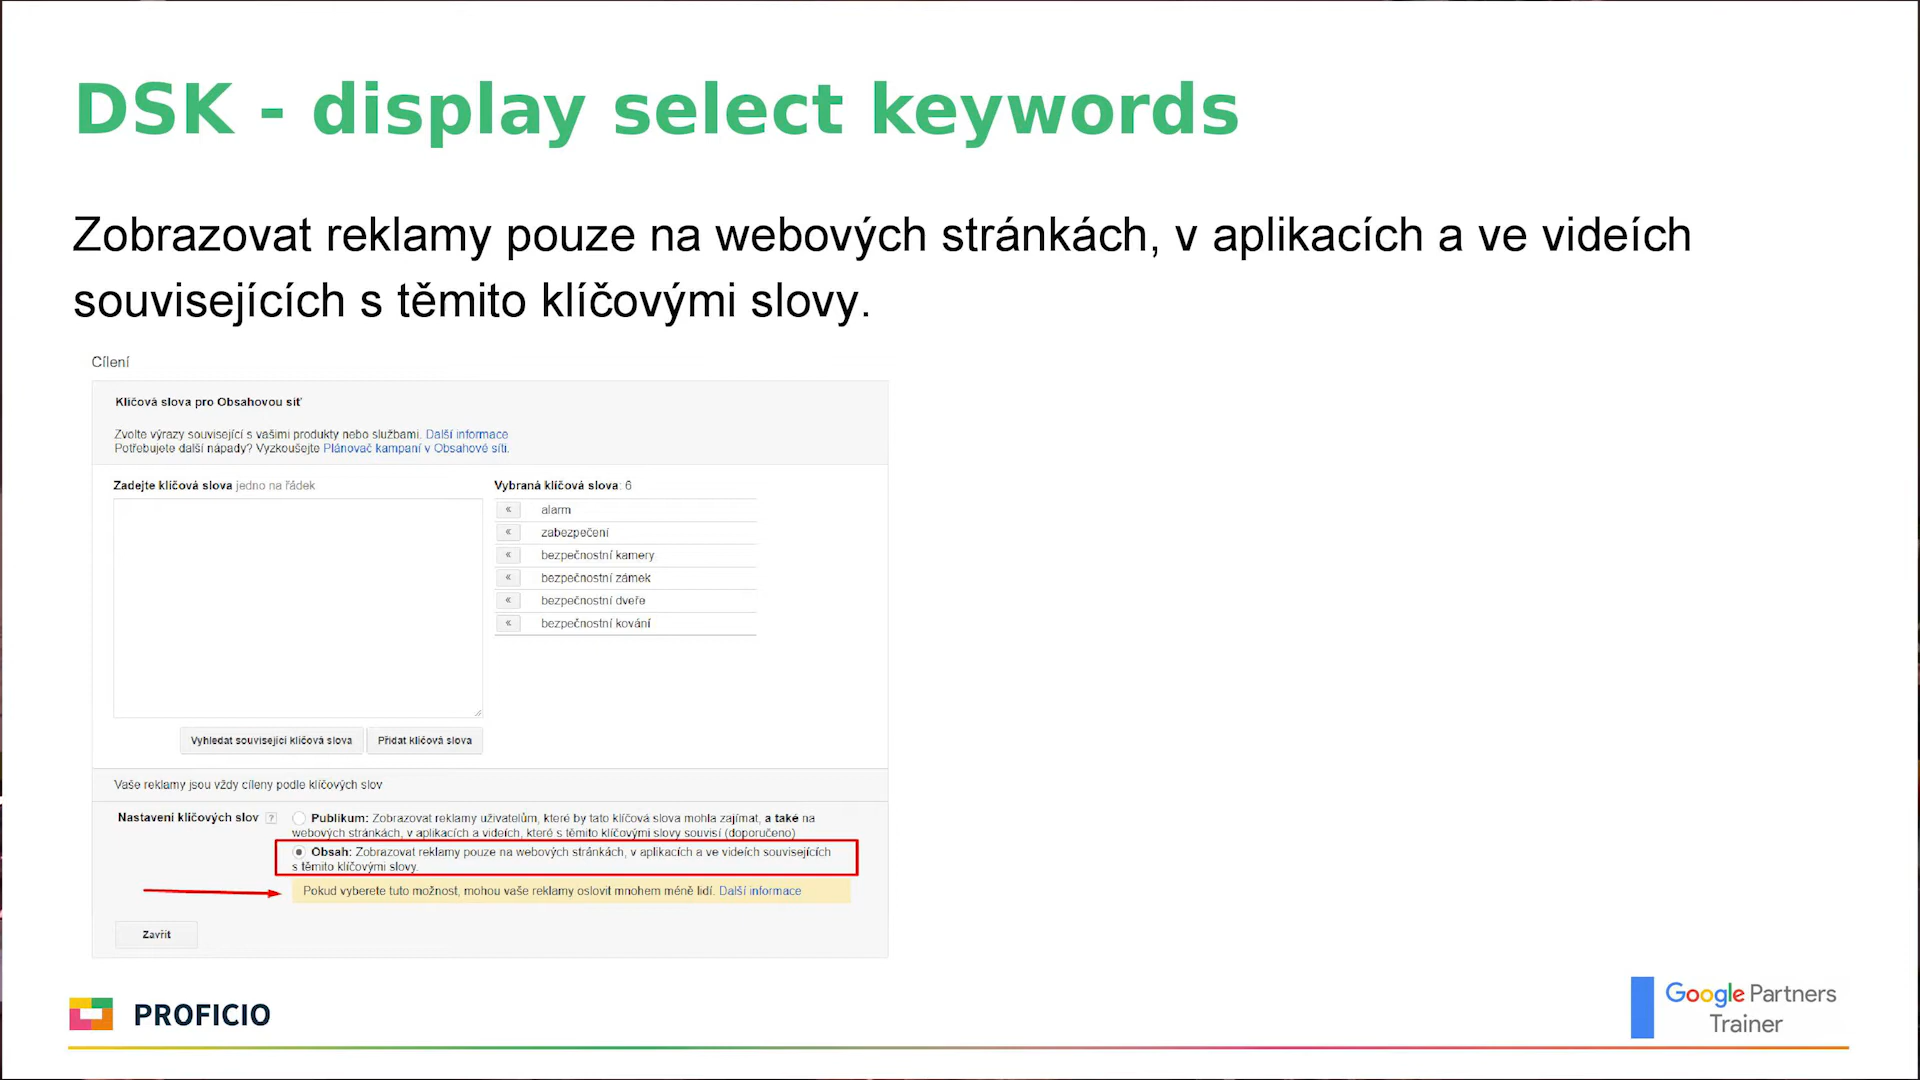 DSK - display select keywords
Zobrazovat reklamy pouze na webových stránkách, v aplikacích a ve videích
souvisejících s těmito klíčovými slovy.
Cílení
Klíčová slova pro Obsahovou síť
Zvolte výrazy související s vašimi produkty nebo službami. Další informace
Potřebujete další nápady? Vyzkoušejte Plánovač kampaní v Obsahové síti.
Zadejte klíčová slova jedno na řádek
Vybraná klíčová slova: 6
« alarm
« zabezpečení
« bezpečnostní kamery
« bezpečnostní zámek
« bezpečnostní dveře
« bezpečnostní kování
Vyhledat související klíčová slova
Přidat klíčová slova
Vaše reklamy jsou vždy cíleny podle klíčových slov
Nastavení klíčových slov ?
Publikum: Zobrazovat reklamy uživatelům, které by tato klíčová slova mohla zajímat, a také na
webových stránkách, v aplikacích a videích, které s těmito klíčovými slovy souvisí (doporučeno)
Obsah: Zobrazovat reklamy pouze na webových stránkách, v aplikacích a ve videích souvisejících
s těmito klíčovými slovy.
Pokud vyberete tuto možnost, mohou vaše reklamy oslovit mnohem méně lidí. Další informace
Zavřít
PROFICIO
Google Partners
Trainer